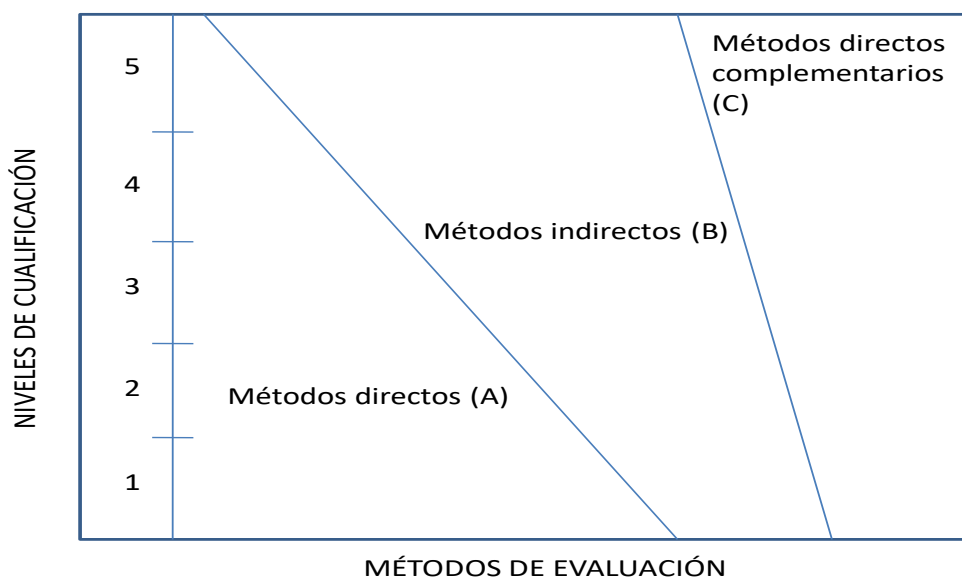 NIVELES DE CUALIFICACIÓN
5
4
3
2
1
Métodos directos
complementarios
(C)
Métodos indirectos (B)
Métodos directos (A)
MÉTODOS DE EVALUACIÓN